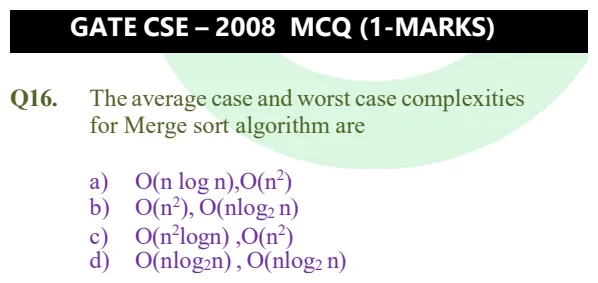 GATE CSE – 2008 MCQ (1-MARKS)
Q16. The average case and worst case complexities
for Merge sort algorithm are
a) O(n log n),O(n²)
b) O(n²), O(nlog₂ n)
c) O(n²logn) ,O(n²)
d) O(nlog₂n) , O(nlog₂ n)